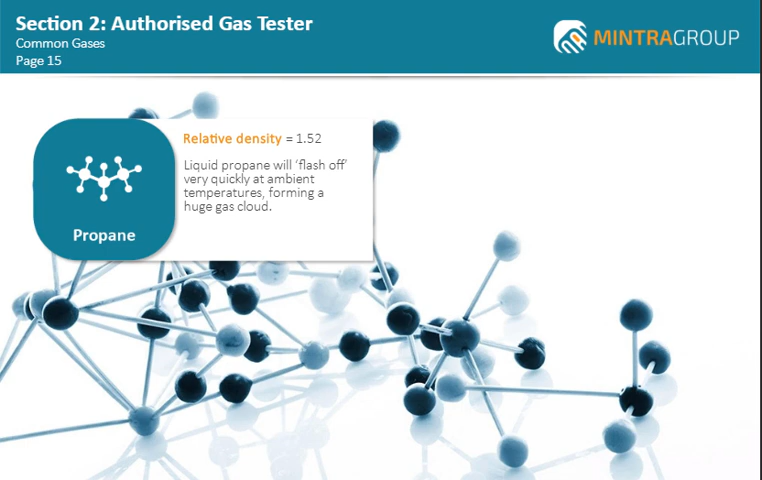 Section 2: Authorised Gas Tester
Common Gases
Page 15
MINTRAGROUP
Relative density = 1.52
Liquid propane will ‘flash off’
very quickly at ambient
temperatures, forming a
huge gas cloud.
Propane